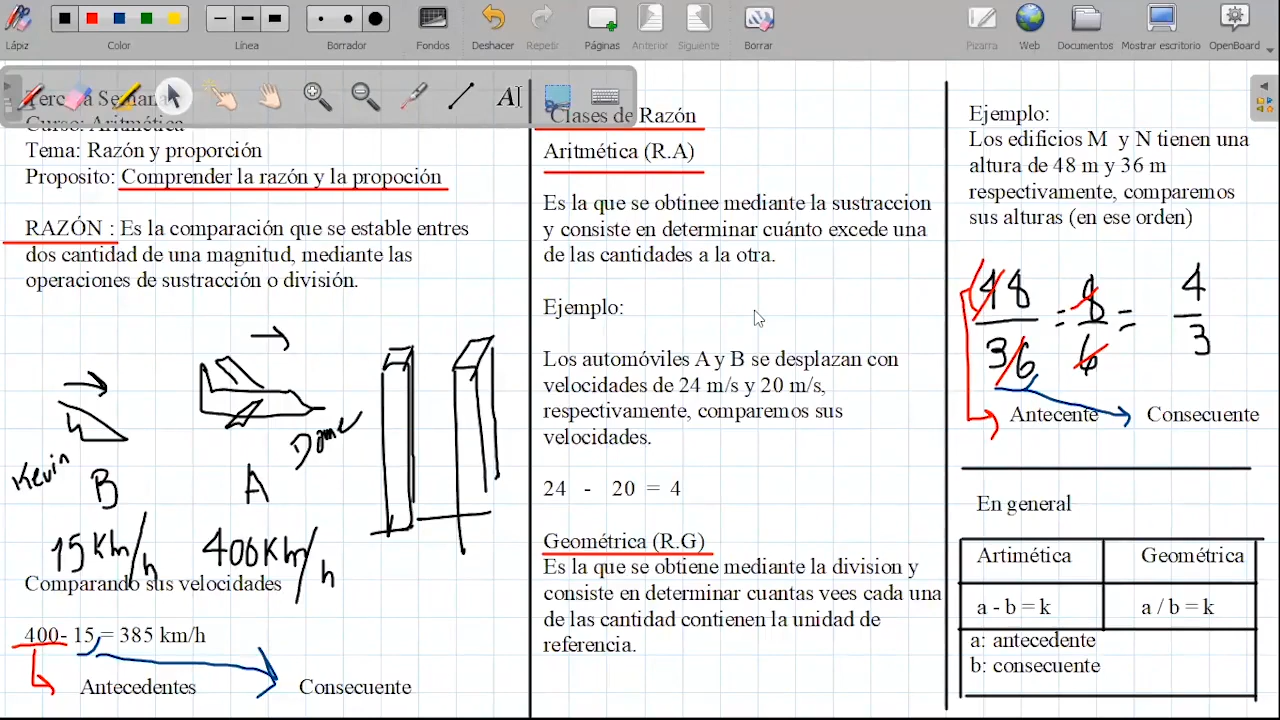 Lápiz
Color
Línea
Borrador
Fondos
Deshacer
Repetir
Páginas
Anterior
Siguiente
Borrar
Pizarra
Web
Documentos
Mostrar escritorio
OpenBoard
Tercera Semana
Curso: Aritmética
Tema: Razón y proporción
Proposito: Comprender la razón y la propoción
RAZÓN : Es la comparación que se estable entres
dos cantidad de una magnitud, mediante las
operaciones de sustracción o división.
Kevin
B
A
15 Km/h
400 Km/h
Comparando sus velocidades
400- 15 = 385 km/h
Antecedentes
Consecuente
Clases de Razón
Aritmética (R.A)
Es la que se obtinee mediante la sustraccion
y consiste en determinar cuánto excede una
de las cantidades a la otra.
Ejemplo:
Los automóviles A y B se desplazan con
velocidades de 24 m/s y 20 m/s,
respectivamente, comparemos sus
velocidades.
24 - 20 = 4
Geométrica (R.G)
Es la que se obtiene mediante la division y
consiste en determinar cuantas vees cada una
de las cantidad contienen la unidad de
referencia.
Ejemplo:
Los edificios M y N tienen una
altura de 48 m y 36 m
respectivamente, comparemos
sus alturas (en ese orden)
48/36 = 8/6 = 4/3
Antecente
Consecuente
En general
Artimética
Geométrica
a - b = k
a / b = k
a: antecedente
b: consecuente